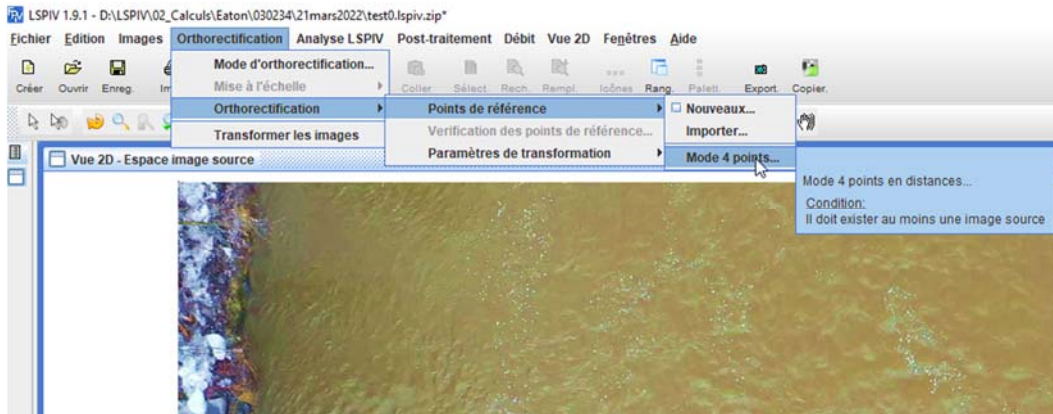 LSPIV 1.9.1 - D:\LSPIV\02_Calculs\Eaton\030234\21mars2022\test0.lspiv.zip*
Fichier Edition Images Orthorectification Analyse LSPIV Post-traitement Débit Vue 2D Fenêtres Aide
Créer Ouvrir Enreg. Coller Sélect. Rech. Rempl. Icônes Rang. Palett. Export. Copier.
Mode d'orthorectification...
Mise à l'échelle
Orthorectification
Transformer les images
Points de référence
Verification des points de référence...
Paramètres de transformation
Nouveaux...
Importer...
Mode 4 points...
Mode 4 points en distances...
Condition:
Il doit exister au moins une image source
Vue 2D - Espace image source